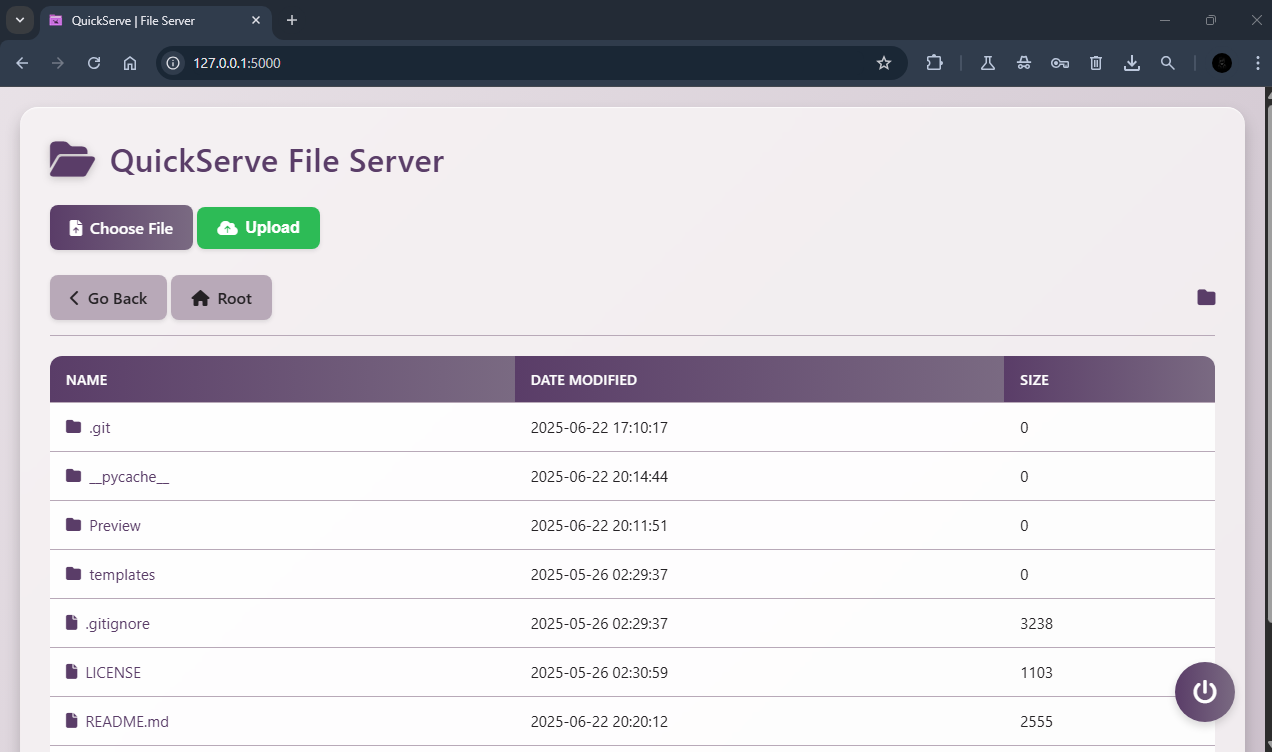 QuickServe | File Server
127.0.0.1:5000
QuickServe File Server
Choose File
Upload
Go Back
Root
NAME DATE MODIFIED SIZE
.git 2025-06-22 17:10:17 0
__pycache__ 2025-06-22 20:14:44 0
Preview 2025-06-22 20:11:51 0
templates 2025-05-26 02:29:37 0
.gitignore 2025-05-26 02:29:37 3238
LICENSE 2025-05-26 02:30:59 1103
README.md 2025-06-22 20:20:12 2555